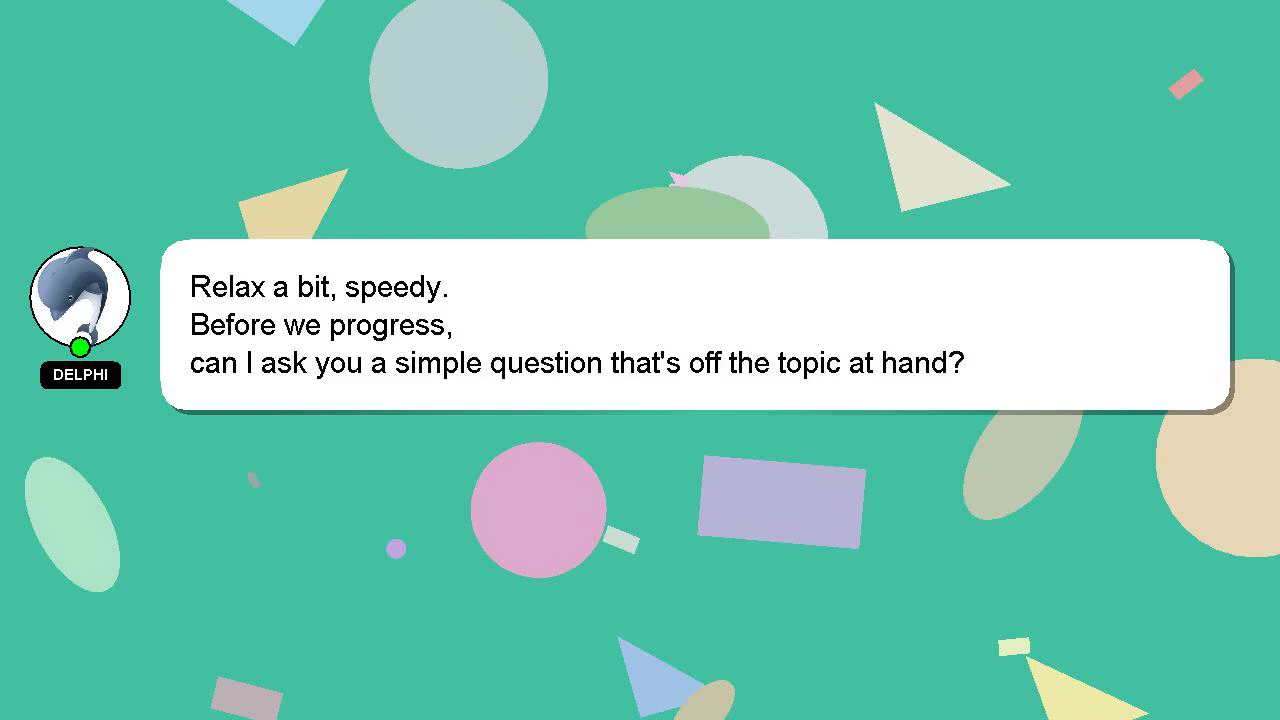 Relax a bit, speedy.
Before we progress,
can I ask you a simple question that's off the topic at hand?
DELPHI